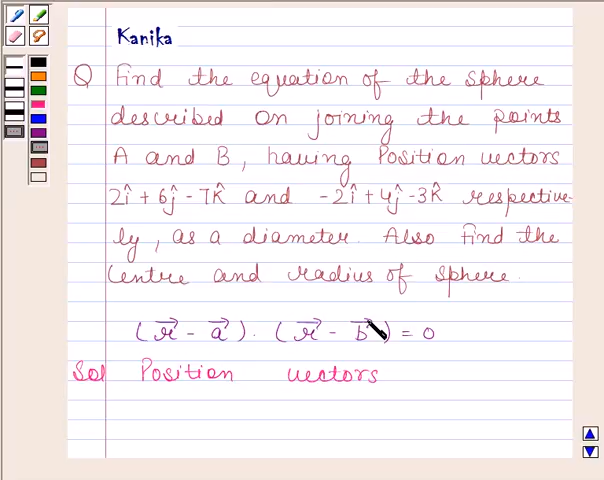 Kanika
Q Find the equation of the sphere
described on joining the points
A and B, having Position vectors
2î + 6ĵ - 7k̂ and -2î + 4ĵ - 3k̂ respective-
ly, as a diameter. Also find the
Centre and radius of sphere.
(r⃗ - a⃗) . (r⃗ - b⃗) = 0
Sol Position vectors